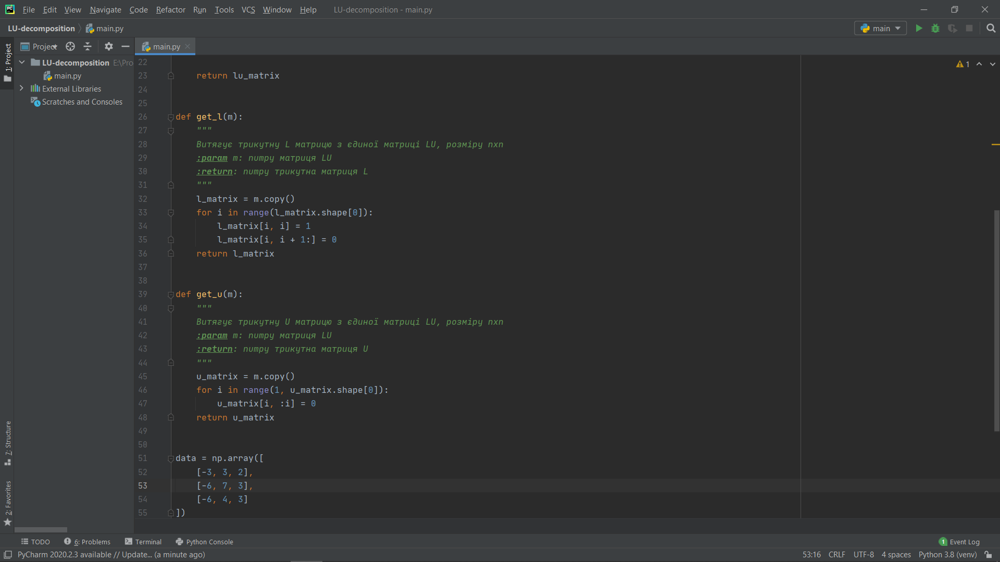 File Edit View Navigate Code Refactor Run Tools VCS Window Help LU-decomposition - main.py
LU-decomposition main.py main
1: Project
Project
main.py
LU-decomposition E:\Pro
main.py
External Libraries
Scratches and Consoles
1
22
23 return lu_matrix
24
25
26 def get_l(m):
27 """
28 Витягує трикутну L матрицю з єдиної матриці LU, розміру nxn
29 :param m: numpy матриця LU
30 :return: numpy трикутна матриця L
31 """
32 l_matrix = m.copy()
33 for i in range(l_matrix.shape[0]):
34 l_matrix[i, i] = 1
35 l_matrix[i, i + 1:] = 0
36 return l_matrix
37
38
39 def get_u(m):
40 """
41 Витягує трикутну U матрицю з єдиної матриці LU, розміру nxn
42 :param m: numpy матриця LU
43 :return: numpy трикутна матриця U
44 """
45 u_matrix = m.copy()
46 for i in range(1, u_matrix.shape[0]):
47 u_matrix[i, :i] = 0
48 return u_matrix
49
50
51 data = np.array([
52 [-3, 3, 2],
53 [-6, 7, 3],
54 [-6, 4, 3]
55 ])
7: Structure
2: Favorites
TODO 6: Problems Terminal Python Console 1 Event Log
PyCharm 2020.2.3 available // Update... (a minute ago) 53:16 CRLF UTF-8 4 spaces Python 3.8 (venv)